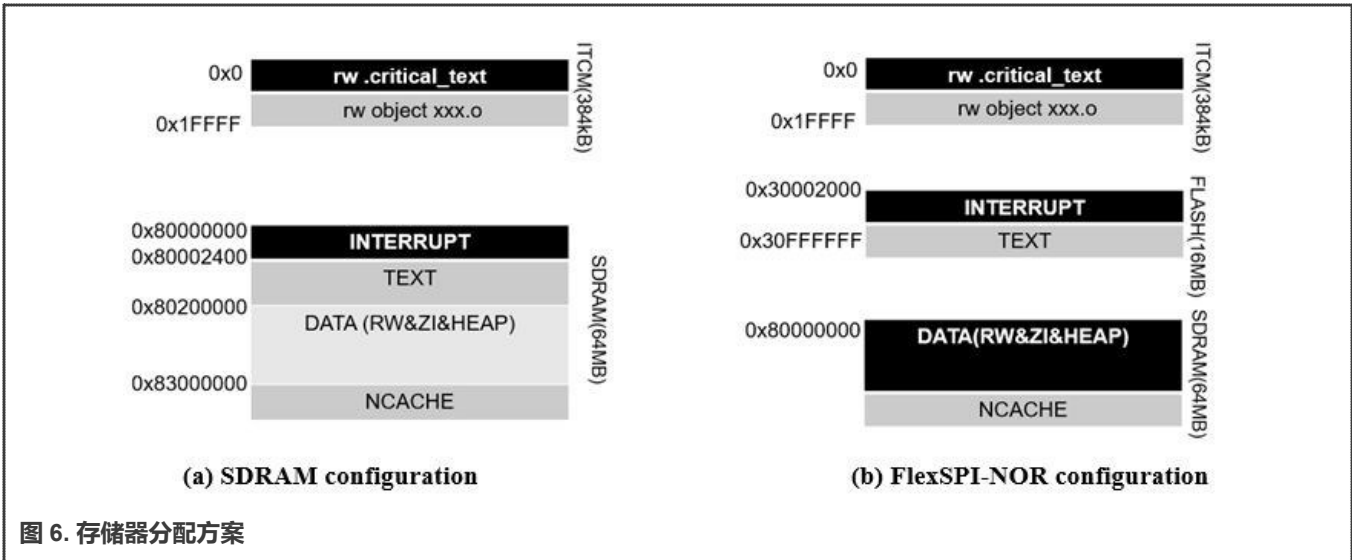 0x0
rw .critical_text
rw object xxx.o
0x1FFFF
ITCM(384kB)
0x80000000
INTERRUPT
0x80002400
TEXT
0x80200000
DATA (RW&ZI&HEAP)
0x83000000
NCACHE
SDRAM(64MB)
(a) SDRAM configuration
0x0
rw .critical_text
rw object xxx.o
0x1FFFF
ITCM(384kB)
0x30002000
INTERRUPT
0x30FFFFFF
TEXT
FLASH(16MB)
0x80000000
DATA(RW&ZI&HEAP)
NCACHE
SDRAM(64MB)
(b) FlexSPI-NOR configuration
图 6. 存储器分配方案